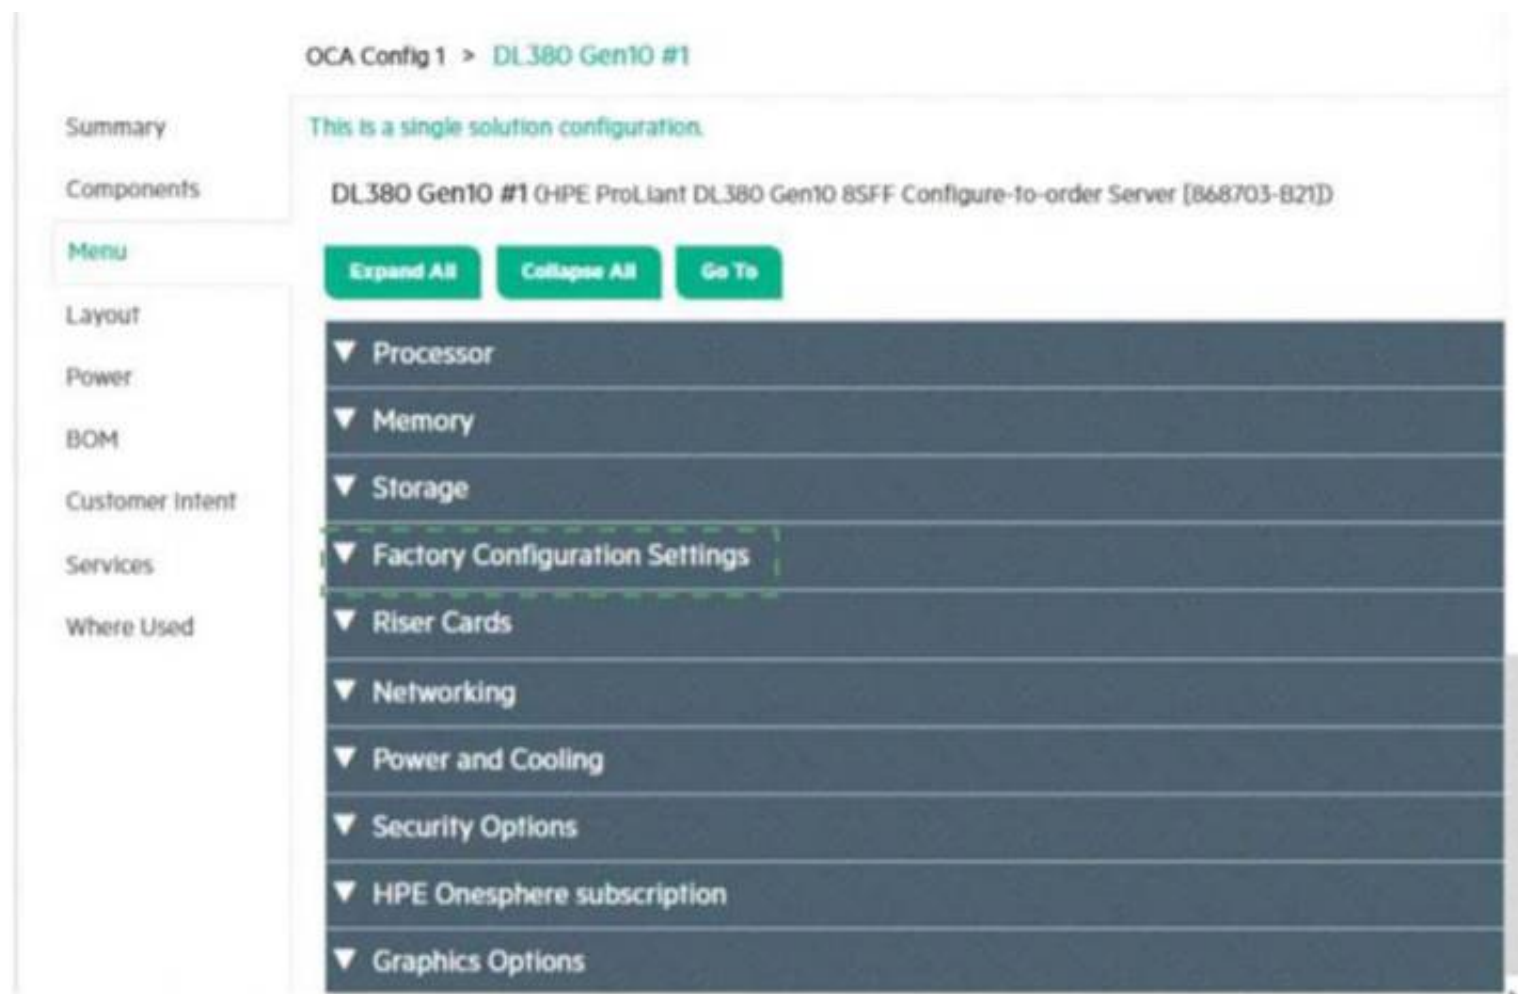 OCA Config 1 > DL380 Gen10 #1
Summary
Components
Menu
Layout
Power
BOM
Customer Intent
Services
Where Used
This is a single solution configuration.
DL380 Gen10 #1 (HPE ProLiant DL380 Gen10 8SFF Configure-to-order Server [868703-B21])
Expand All
Collapse All
Go To
Processor
Memory
Storage
Factory Configuration Settings
Riser Cards
Networking
Power and Cooling
Security Options
HPE Onesphere subscription
Graphics Options